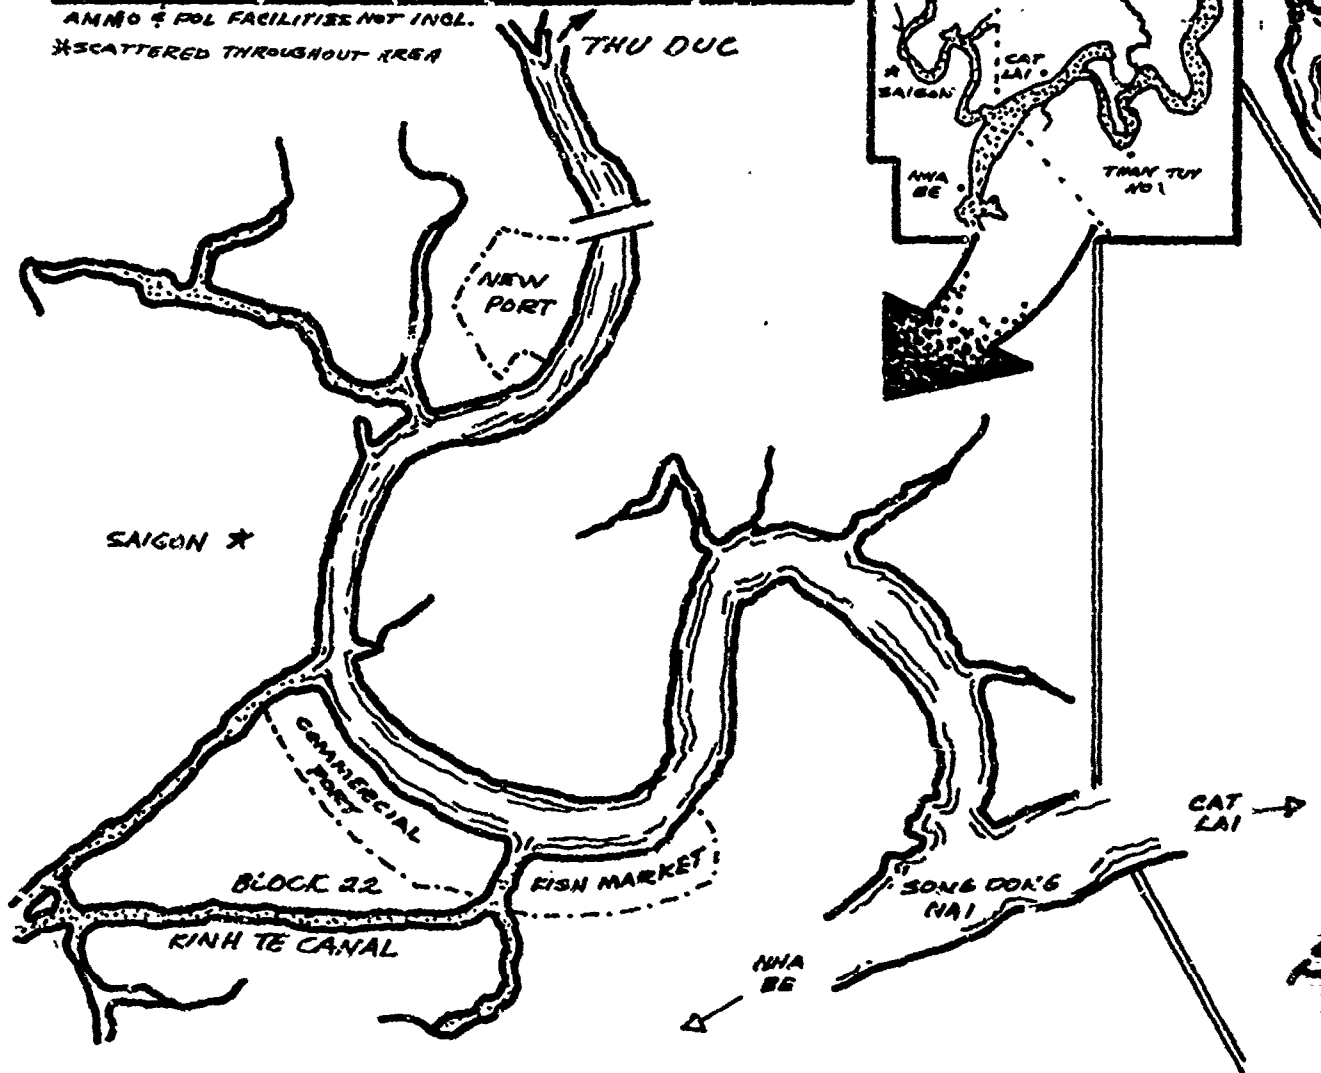 AMMO & POL FACILITIES NOT INCL.
*SCATTERED THROUGHOUT AREA
THU DUC
CAT
LAI
*
SAIGON
NHA
BE
THAN TUY
NO 1
NEW
PORT
SAIGON *
COMMERCIAL
PORT
BLOCK 22
FISH MARKET
KINH TE CANAL
CAT
LAI
SONG DONG
NAI
NHA
BE